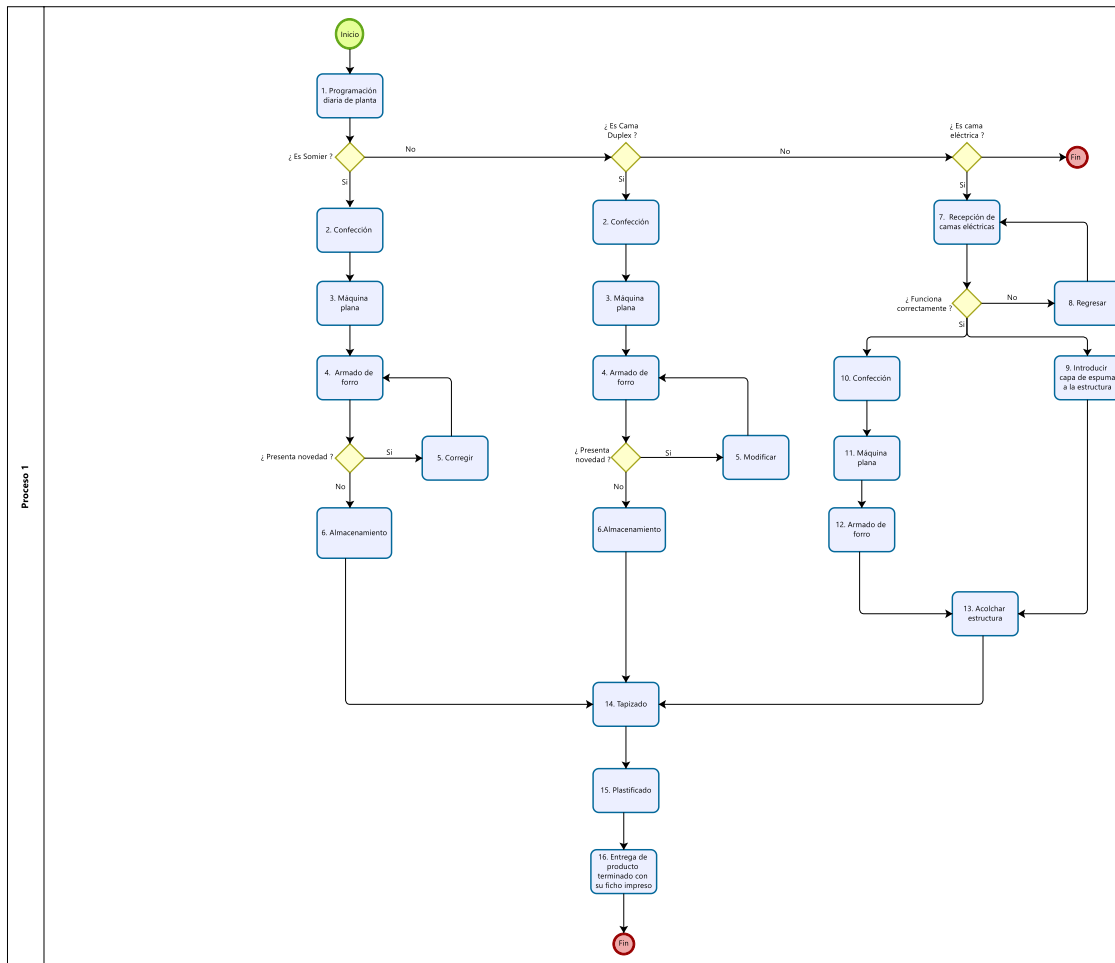 Proceso 1
Inicio
1. Programación
diaria de planta
¿ Es Somier ?
No
Si
¿ Es Cama
Duplex ?
No
Si
¿ Es cama
eléctrica ?
Fin
Si
2. Confección
2. Confección
7. Recepción de
camas eléctricas
3. Máquina
plana
3. Máquina
plana
¿ Funciona
correctamente ?
No
8. Regresar
Si
4. Armado de
forro
4. Armado de
forro
10. Confección
9. Introducir
capa de espuma
a la estructura
¿ Presenta novedad ?
Si
5. Corregir
No
¿ Presenta
novedad ?
Si
5. Modificar
No
11. Máquina
plana
6. Almacenamiento
6.Almacenamiento
12. Armado de
forro
13. Acolchar
estructura
14. Tapizado
15. Plastificado
16. Entrega de
producto
terminado con
su ficho impreso
Fin